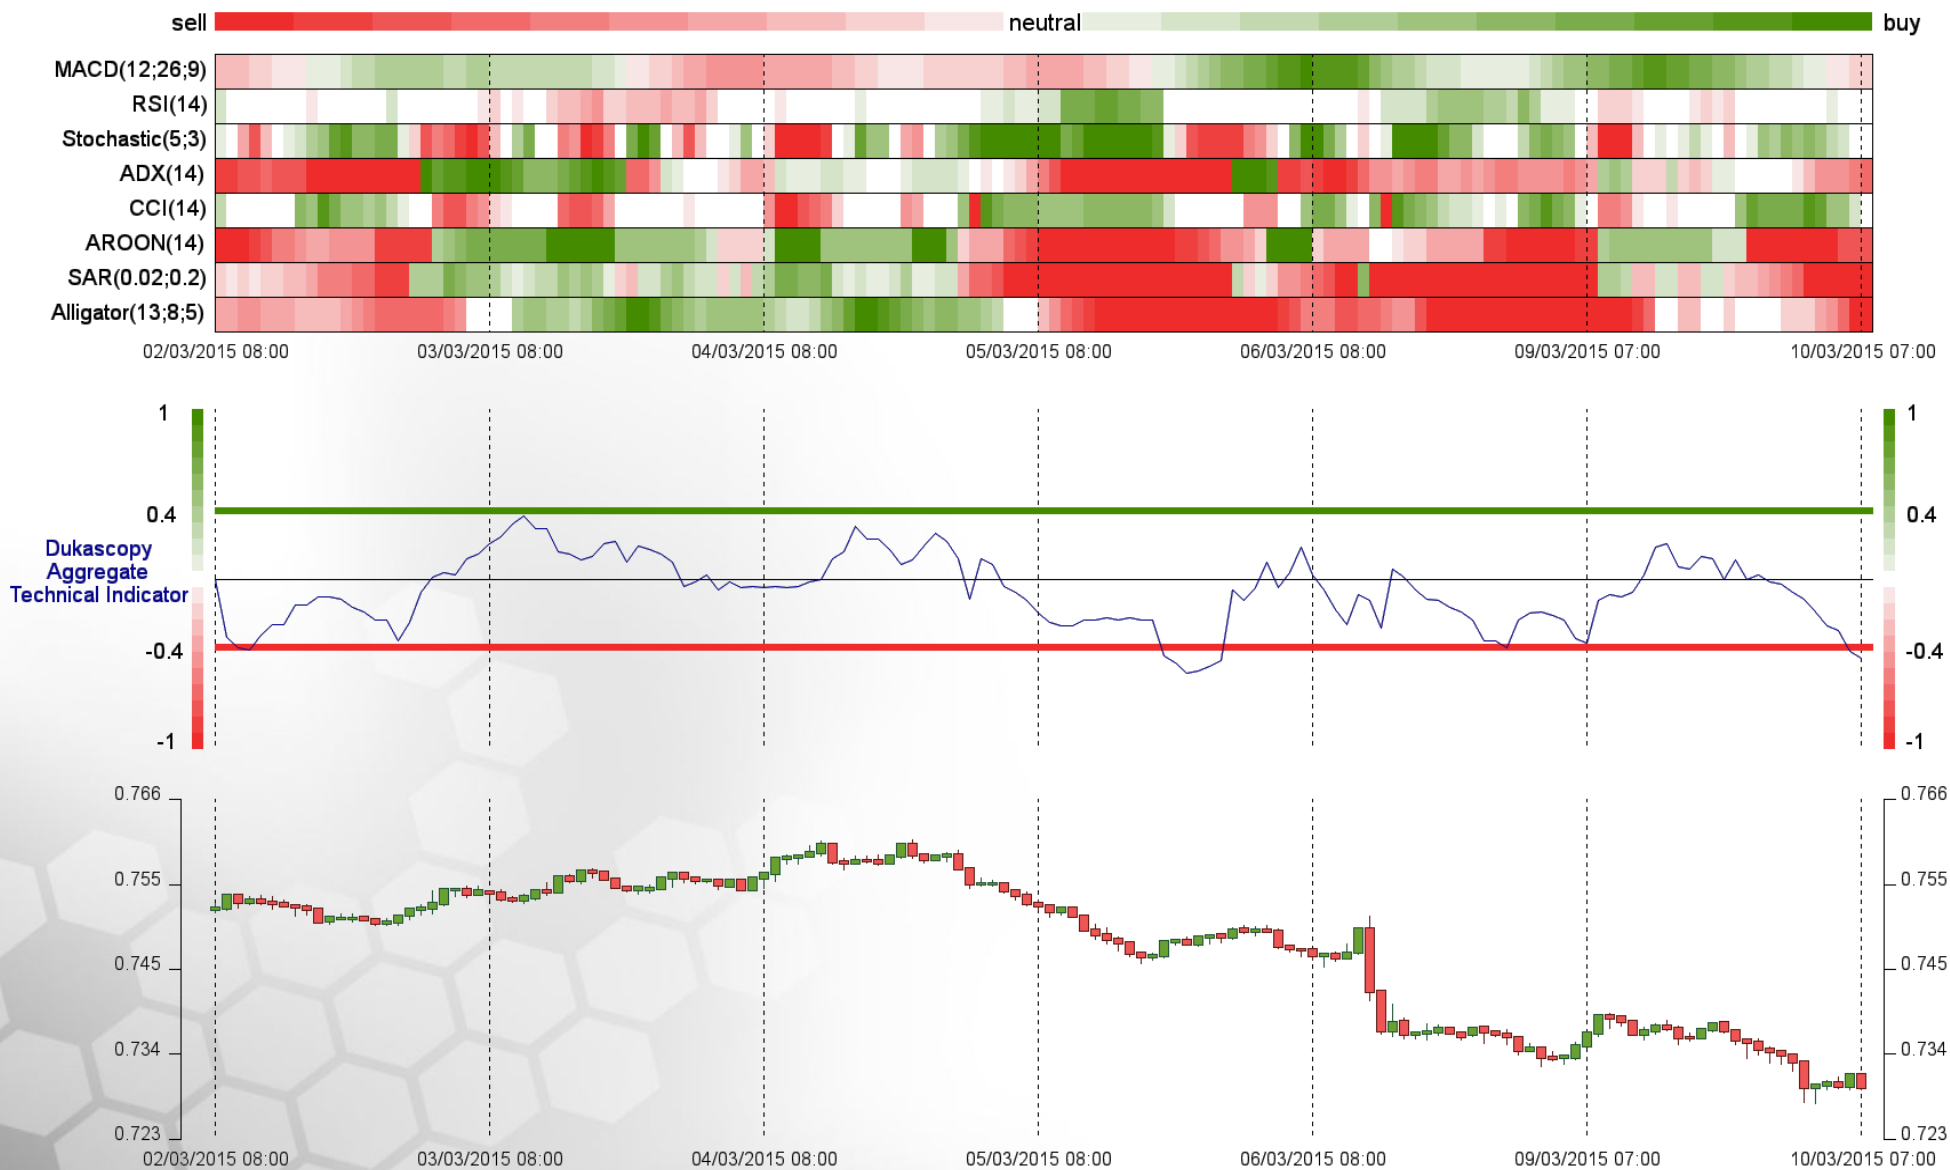 sell neutral buy
MACD(12;26;9)
RSI(14)
Stochastic(5;3)
ADX(14)
CCI(14)
AROON(14)
SAR(0.02;0.2)
Alligator(13;8;5)
02/03/2015 08:00 03/03/2015 08:00 04/03/2015 08:00 05/03/2015 08:00 06/03/2015 08:00 09/03/2015 07:00 10/03/2015 07:00
1 1
0.4 0.4
Dukascopy
Aggregate
Technical Indicator
-0.4 -0.4
-1 -1
0.766 0.766
0.755 0.755
0.745 0.745
0.734 0.734
0.723 0.723
02/03/2015 08:00 03/03/2015 08:00 04/03/2015 08:00 05/03/2015 08:00 06/03/2015 08:00 09/03/2015 07:00 10/03/2015 07:00